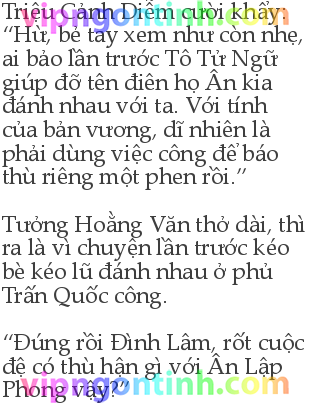 Triệu Cảnh Diễm cười khẩy:
“Hừ, bẻ tay xem như còn nhẹ,
ai bảo lần trước Tô Tử Ngữ
giúp đỡ tên điên họ Ân kia
đánh nhau với ta. Với tính
của bản vương, dĩ nhiên là
phải dùng việc công để báo
thù riêng một phen rồi.”
Tưởng Hoằng Văn thở dài, thì
ra là vì chuyện lần trước kéo
bè kéo lũ đánh nhau ở phủ
Trấn Quốc công.
“Đúng rồi Đình Lâm, rốt cuộc
đệ có thù hận gì với Ân Lập
Phong vậy?”
vipngontinh.com